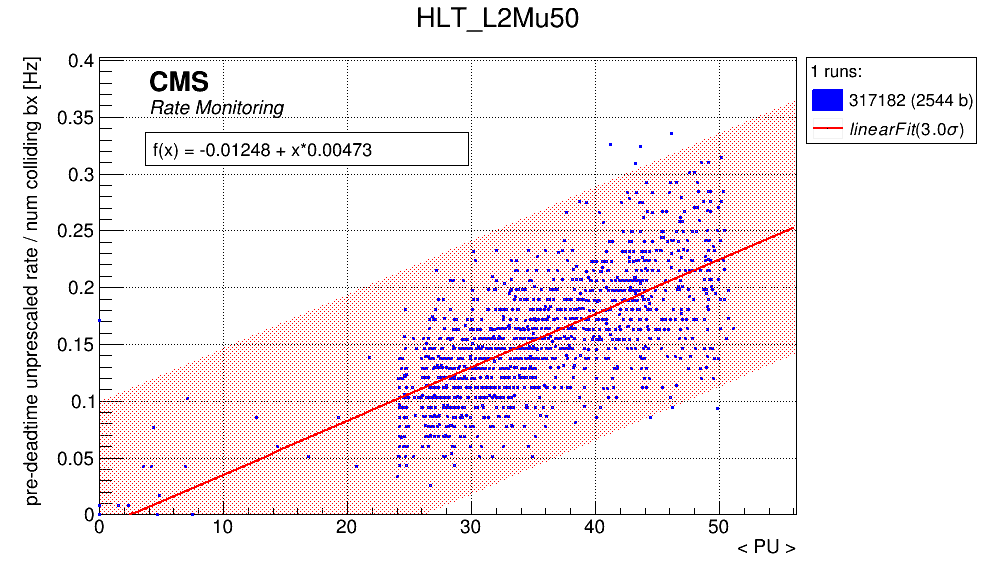 HLT_L2Mu50
pre-deadtime unprescaled rate / num colliding bx [Hz]
0.4
0.35
0.3
0.25
0.2
0.15
0.1
0.05
0
CMS
Rate Monitoring
f(x) = -0.01248 + x*0.00473
0 10 20 30 40 50
< PU >
1 runs:
317182 (2544 b)
linearFit(3.0σ)